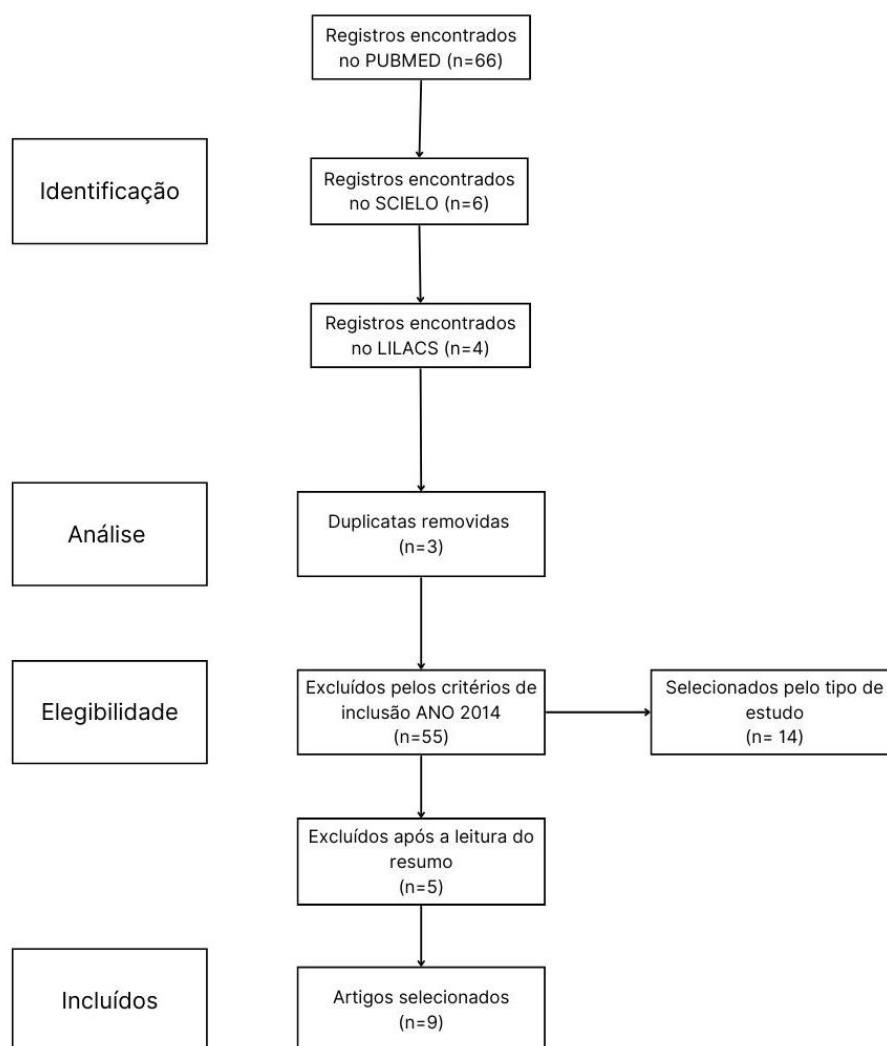 Registros encontrados
no PUBMED (n=66)
Identificação
Registros encontrados
no SCIELO (n=6)
Registros encontrados
no LILACS (n=4)
Análise
Duplicatas removidas
(n=3)
Elegibilidade
Excluídos pelos critérios de
inclusão ANO 2014
(n=55)
Selecionados pelo tipo de
estudo
(n= 14)
Excluídos após a leitura do
resumo
(n=5)
Incluídos
Artigos selecionados
(n=9)